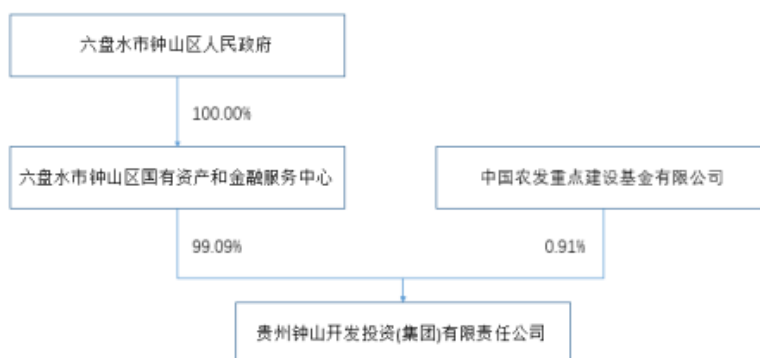 六盘水市钟山区人民政府
100.00%
六盘水市钟山区国有资产和金融服务中心
中国农发重点建设基金有限公司
99.09%
0.91%
贵州钟山开发投资(集团)有限责任公司